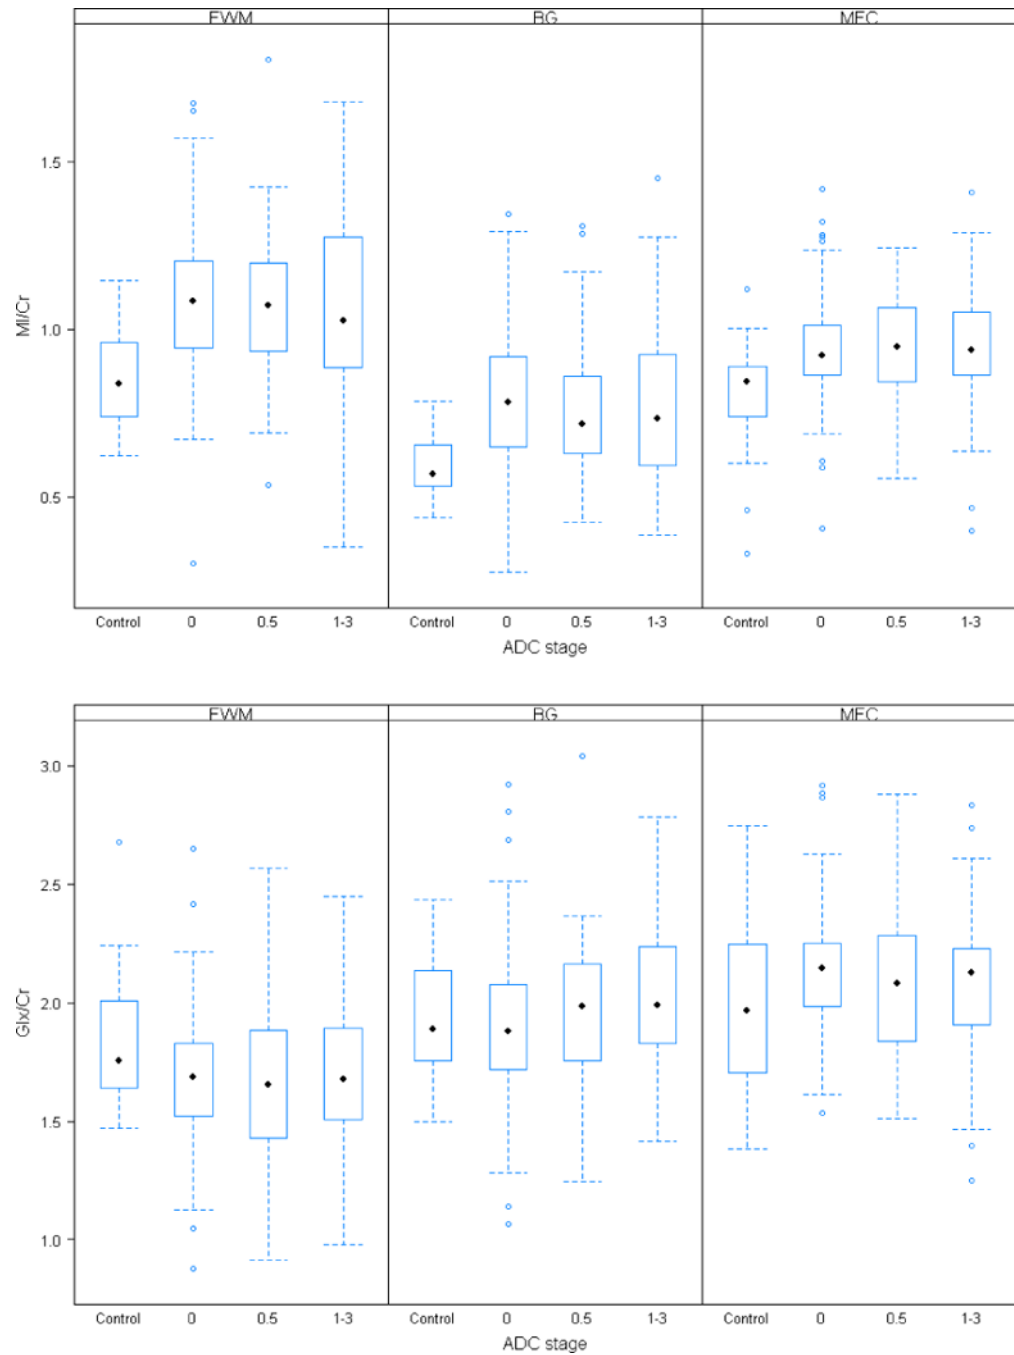 FWM BG MFC
1.5
1.0
0.5
MI/Cr
Control 0 0.5 1-3 Control 0 0.5 1-3 Control 0 0.5 1-3
ADC stage
FWM BG MFC
3.0
2.5
2.0
1.5
1.0
Glx/Cr
Control 0 0.5 1-3 Control 0 0.5 1-3 Control 0 0.5 1-3
ADC stage